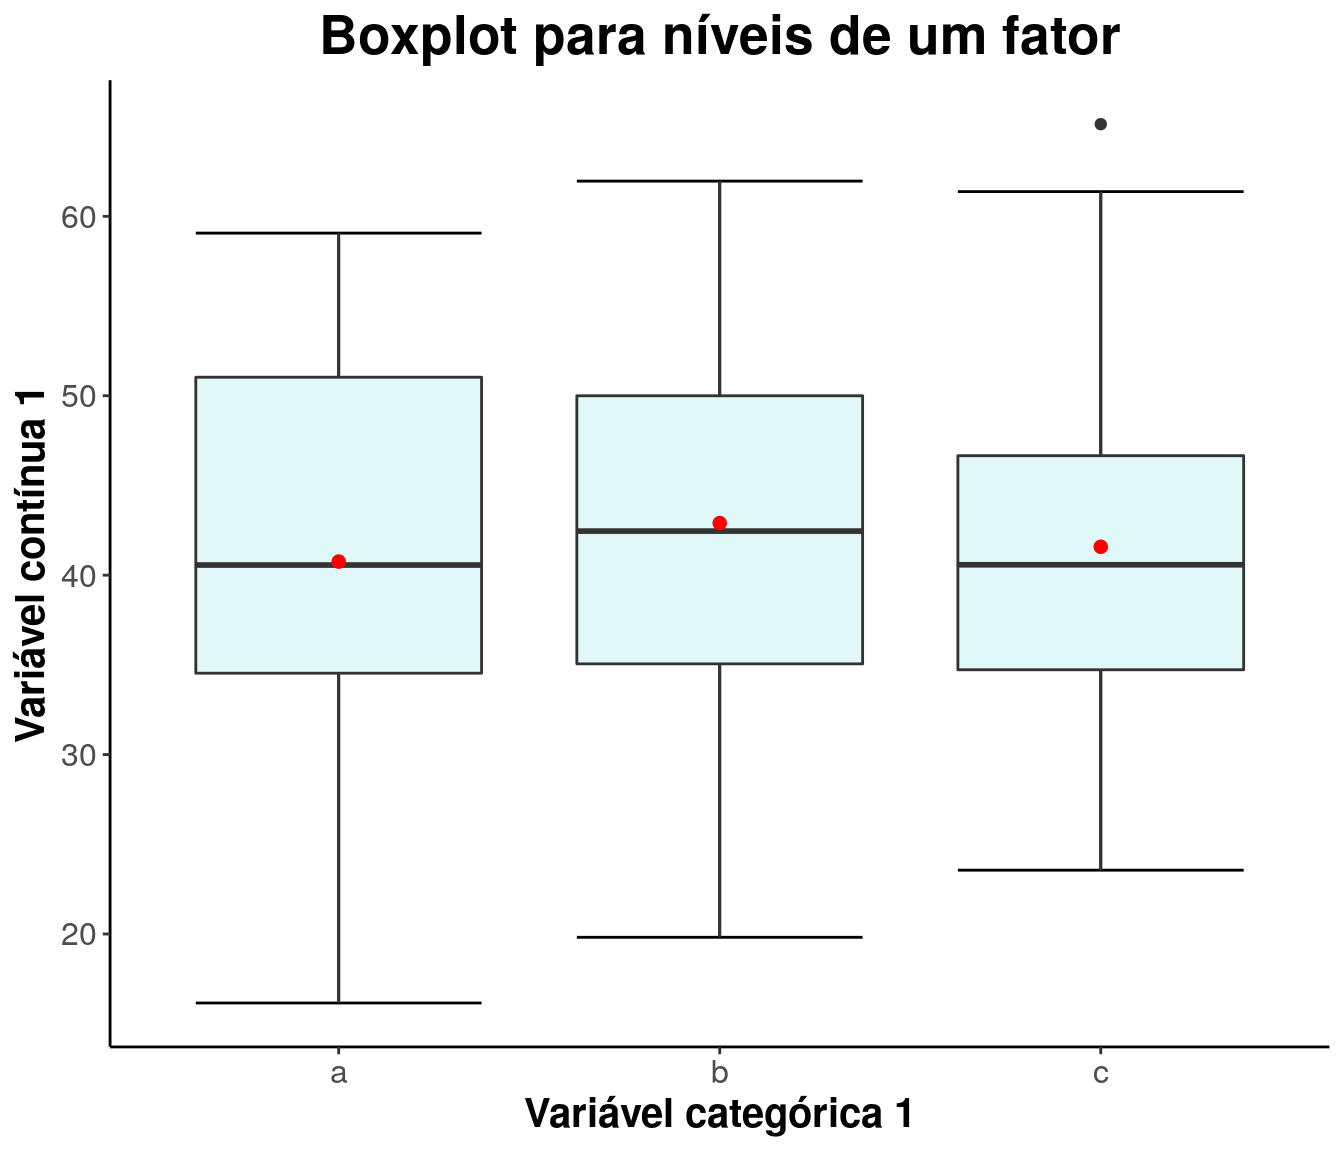 Boxplot para níveis de um fator
Variável contínua 1
60
50
40
30
20
a b c
Variável categórica 1